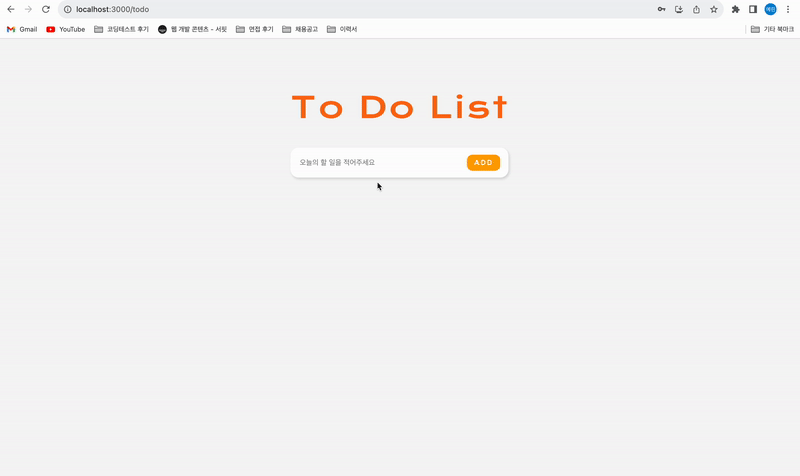 localhost:3000/todo
예린
Gmail YouTube 코딩테스트 후기 웹 개발 콘텐츠 - 서핏 면접 후기 채용공고 이력서 기타 북마크
To Do List
오늘의 할 일을 적어주세요 ADD